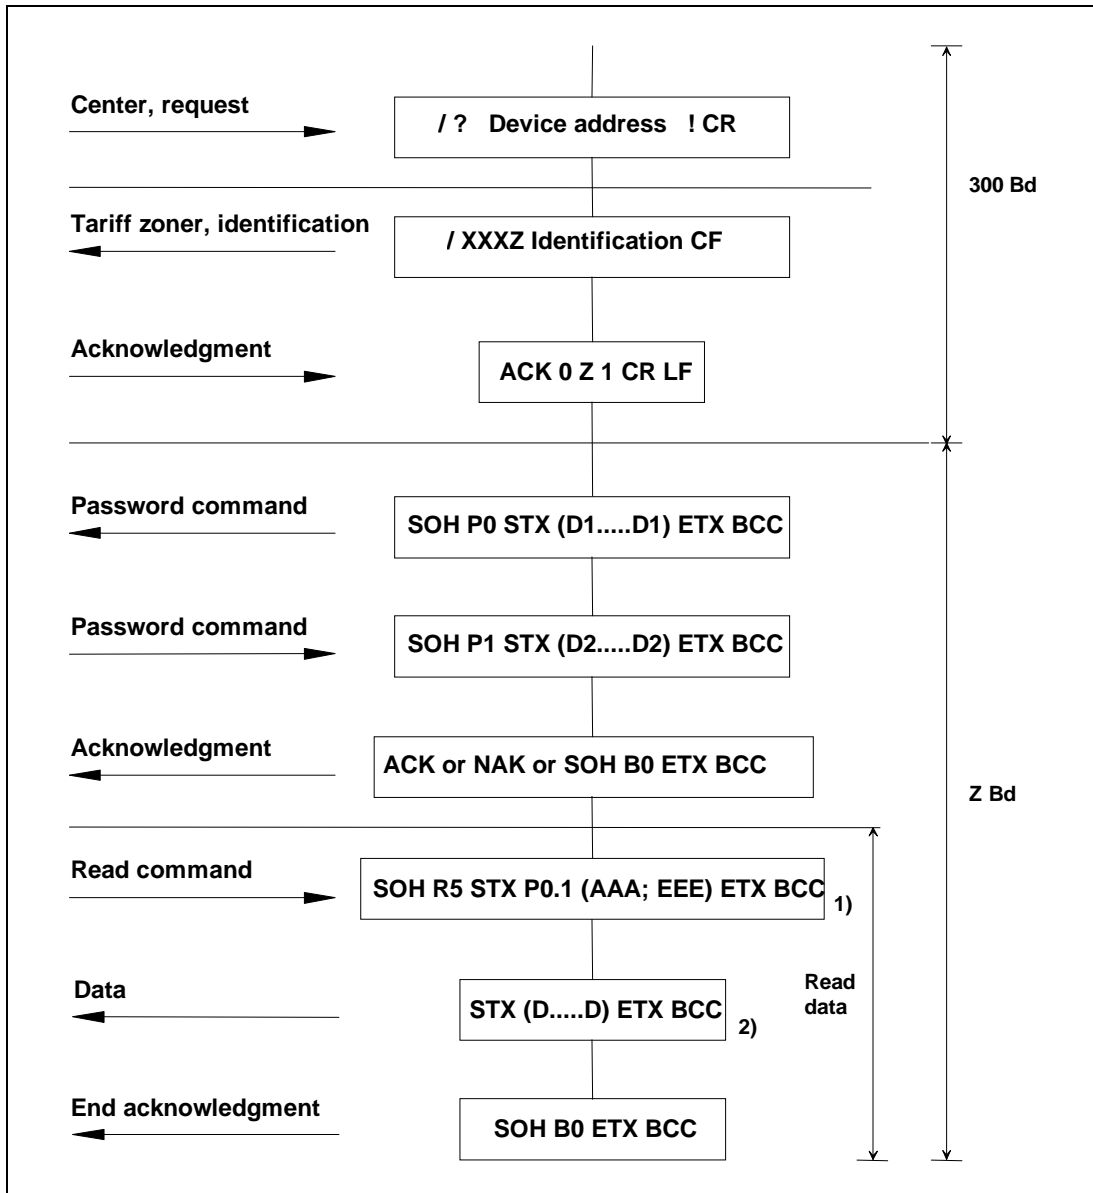 Center, request
/ ? Device address ! CR
300 Bd
Tariff zoner, identification
/ XXXZ Identification CF
Acknowledgment
ACK 0 Z 1 CR LF
Password command
SOH P0 STX (D1.....D1) ETX BCC
Password command
SOH P1 STX (D2.....D2) ETX BCC
Acknowledgment
ACK or NAK or SOH B0 ETX BCC
Z Bd
Read command
SOH R5 STX P0.1 (AAA; EEE) ETX BCC 1)
Data
STX (D.....D) ETX BCC 2)
Read
data
End acknowledgment
SOH B0 ETX BCC